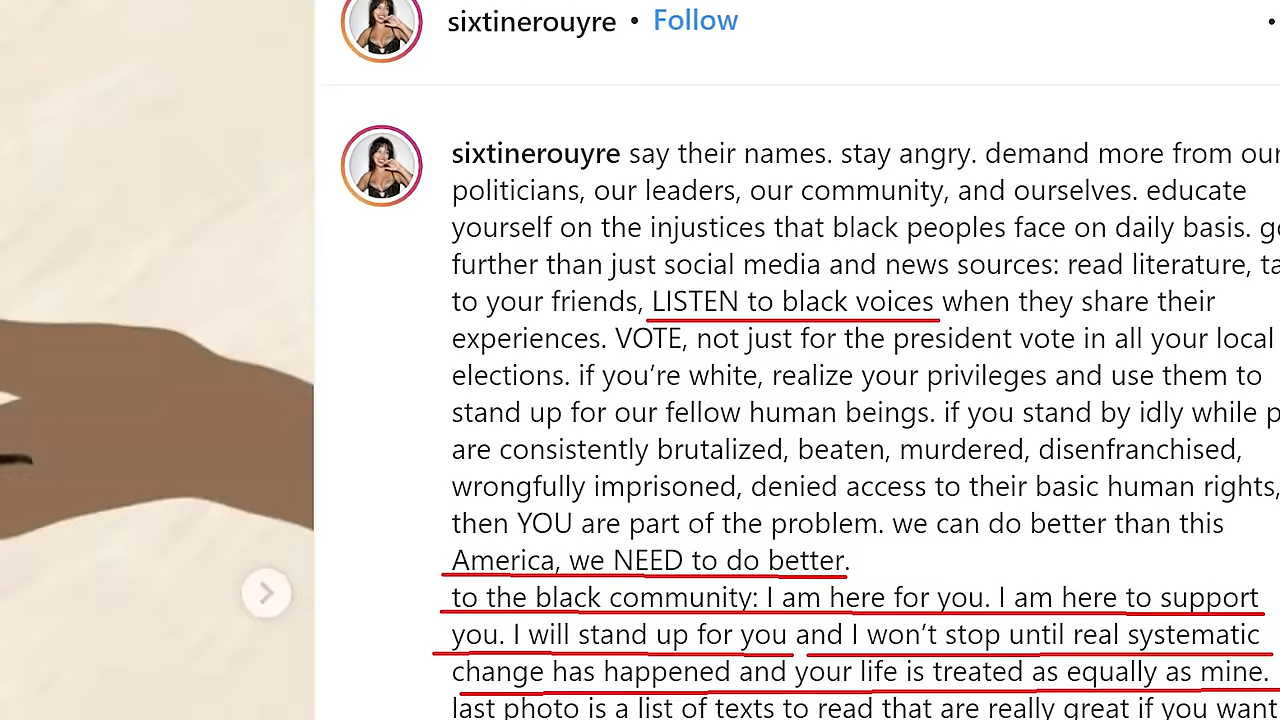 sixtinerouyre • Follow
sixtinerouyre say their names. stay angry. demand more from our
politicians, our leaders, our community, and ourselves. educate
yourself on the injustices that black peoples face on daily basis.
further than just social media and news sources: read literature,
to your friends, LISTEN to black voices when they share their
experiences. VOTE, not just for the president vote in all your local
elections. if you’re white, realize your privileges and use them to
stand up for our fellow human beings. if you stand by idly while
are consistently brutalized, beaten, murdered, disenfranchised,
wrongfully imprisoned, denied access to their basic human rights,
then YOU are part of the problem. we can do better than this
America, we NEED to do better.
to the black community: I am here for you. I am here to support
you. I will stand up for you and I won’t stop until real systematic
change has happened and your life is treated as equally as mine.
last photo is a list of texts to read that are really great if you want